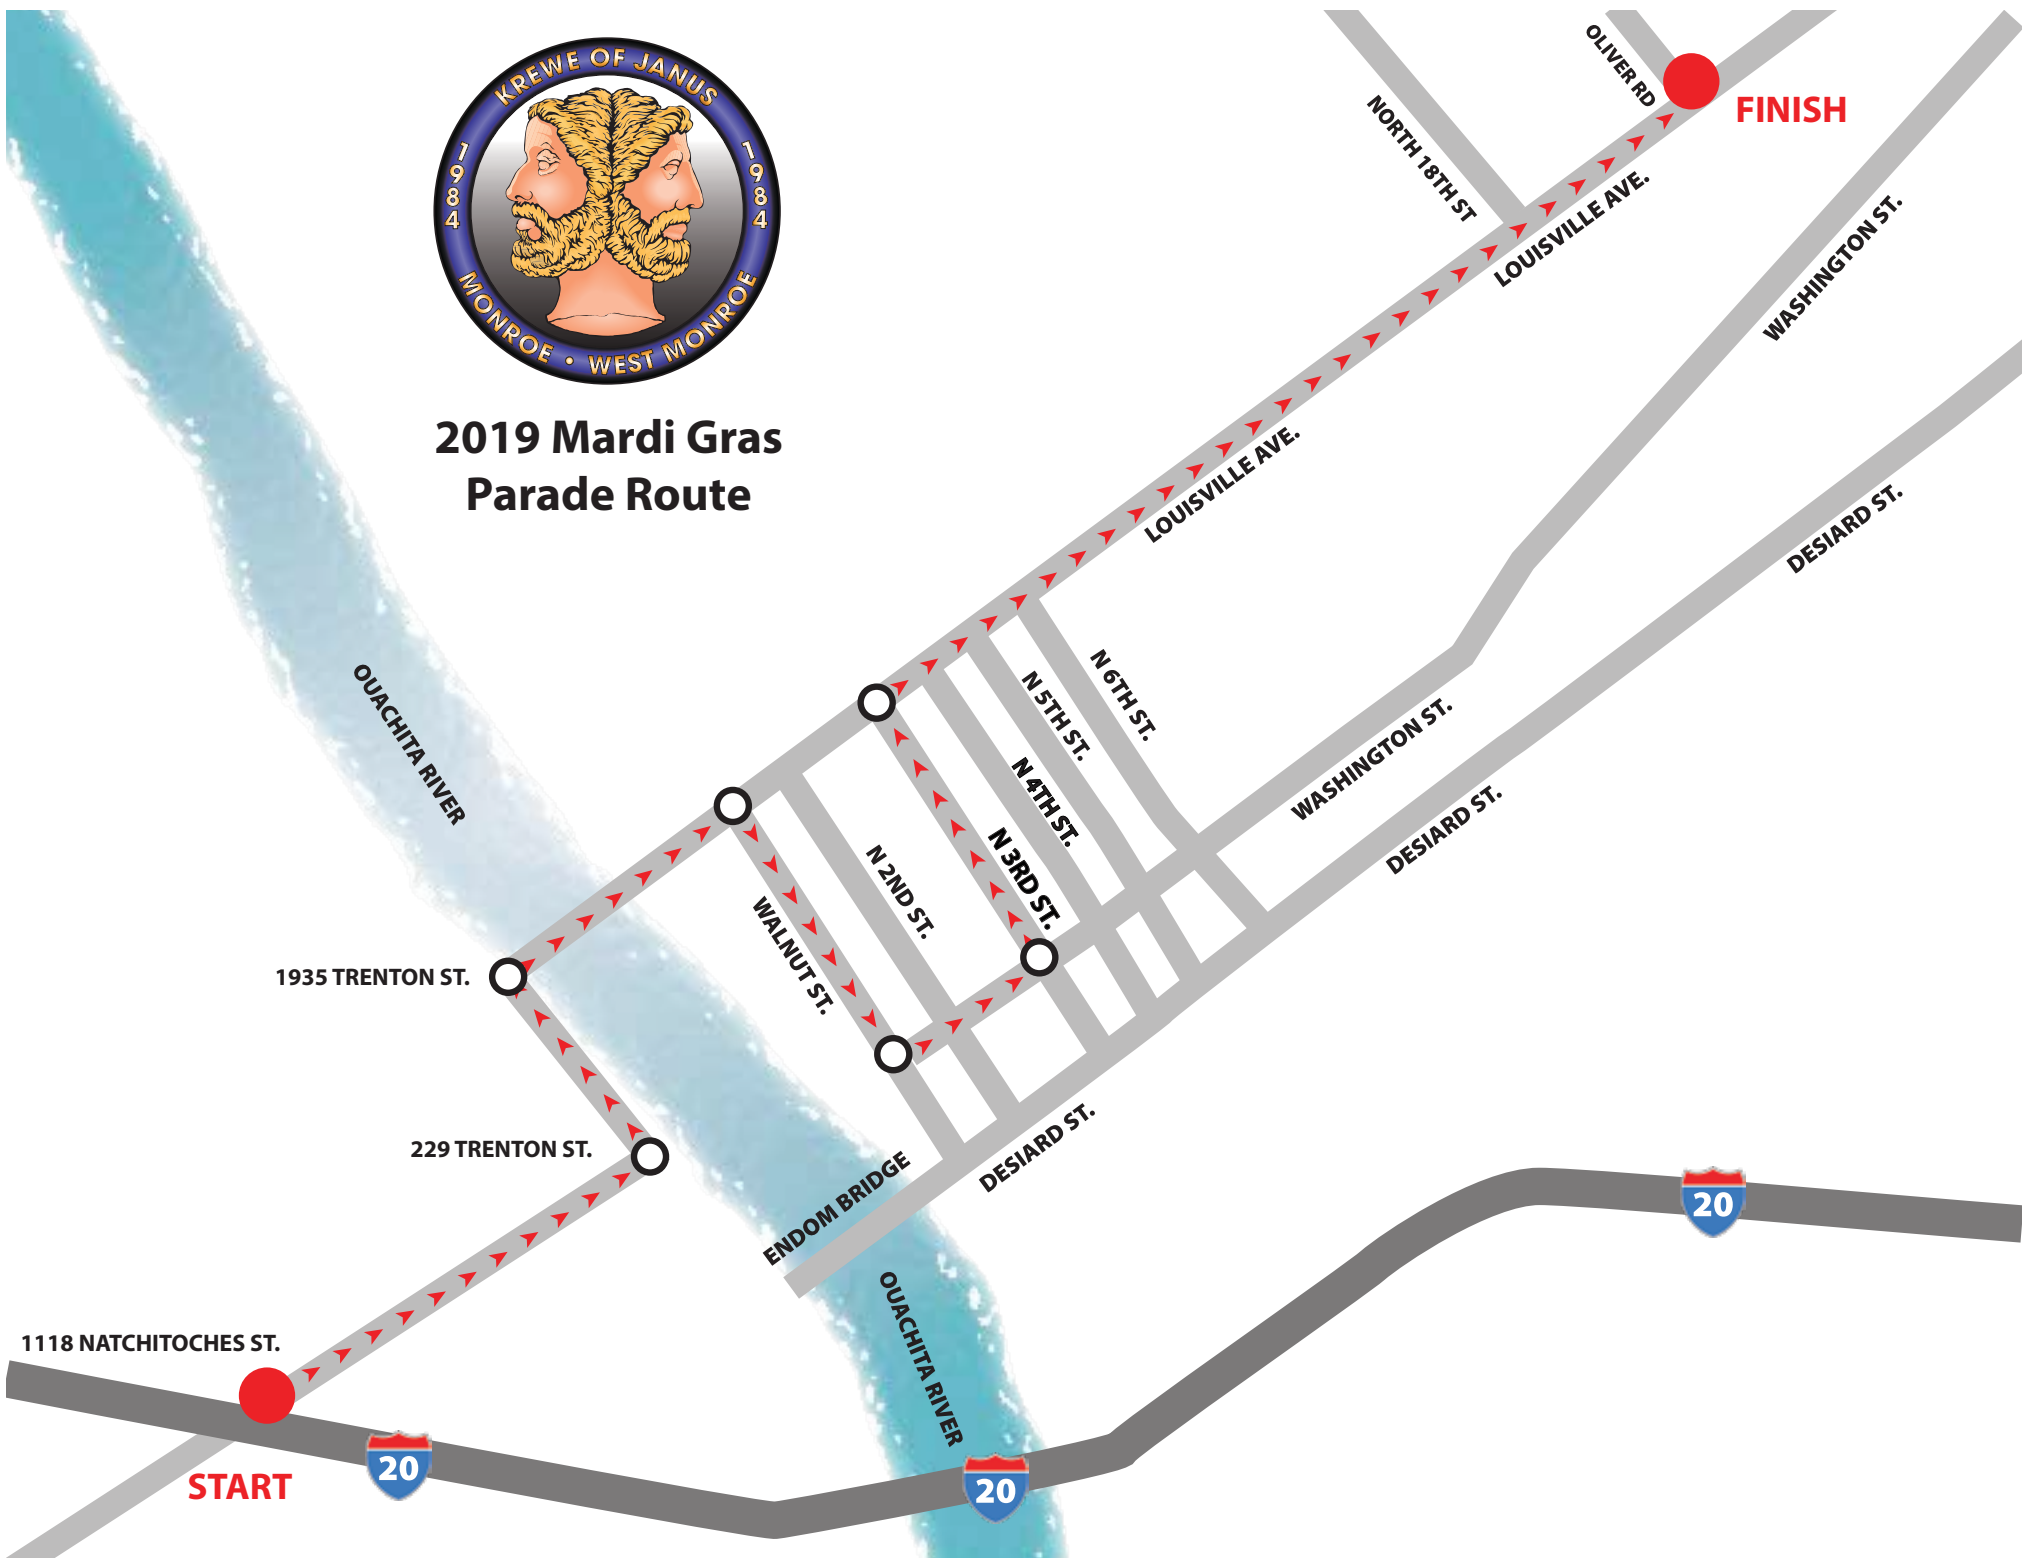 KREWE OF JANUS
1984
1984
MONROE • WEST MONROE
2019 Mardi Gras
Parade Route
OLIVER RD
FINISH
NORTH 18TH ST
LOUISVILLE AVE.
WASHINGTON ST.
LOUISVILLE AVE.
DESIARD ST.
OUACHITA RIVER
N 6TH ST.
N 5TH ST.
N 4TH ST.
N 3RD ST.
N 2ND ST.
WALNUT ST.
WASHINGTON ST.
DESIARD ST.
1935 TRENTON ST.
229 TRENTON ST.
ENDOM BRIDGE
DESIARD ST.
20
OUACHITA RIVER
1118 NATCHITOCHES ST.
START
20
20